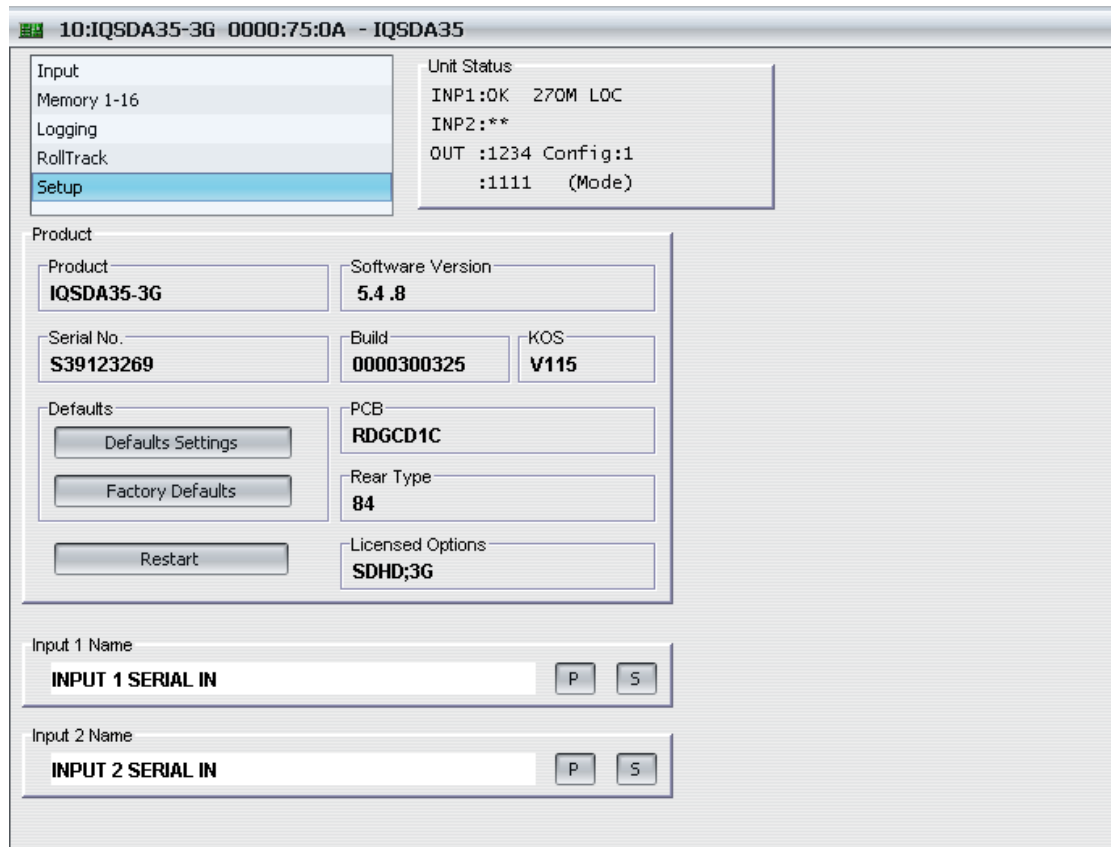 10:IQSDA35-3G 0000:75:0A - IQSDA35
Input
Memory 1-16
Logging
RollTrack
Setup
Unit Status
INP1:OK 270M LOC
INP2:**
OUT :1234 Config:1
:1111 (Mode)
Product
Product
IQSDA35-3G
Software Version
5.4 .8
Serial No.
S39123269
Build
0000300325
KOS
V115
Defaults
Defaults Settings
Factory Defaults
Restart
PCB
RDGCD1C
Rear Type
84
Licensed Options
SDHD;3G
Input 1 Name
INPUT 1 SERIAL IN P S
Input 2 Name
INPUT 2 SERIAL IN P S